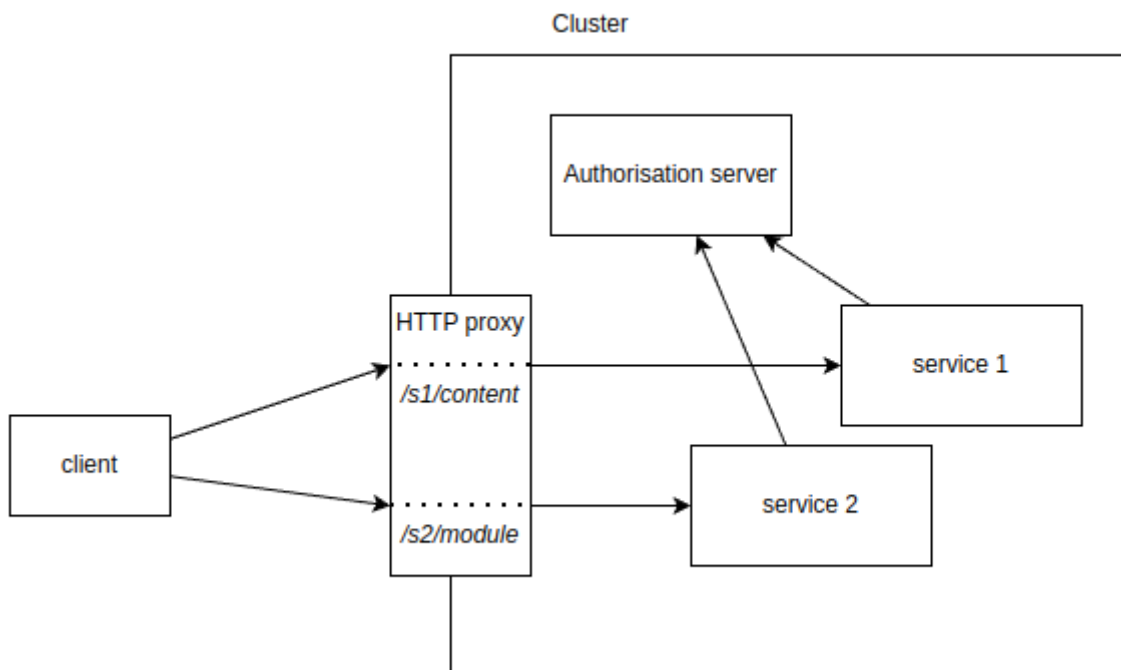 Cluster
Authorisation server
HTTP proxy
/s1/content
service 1
client
service 2
/s2/module